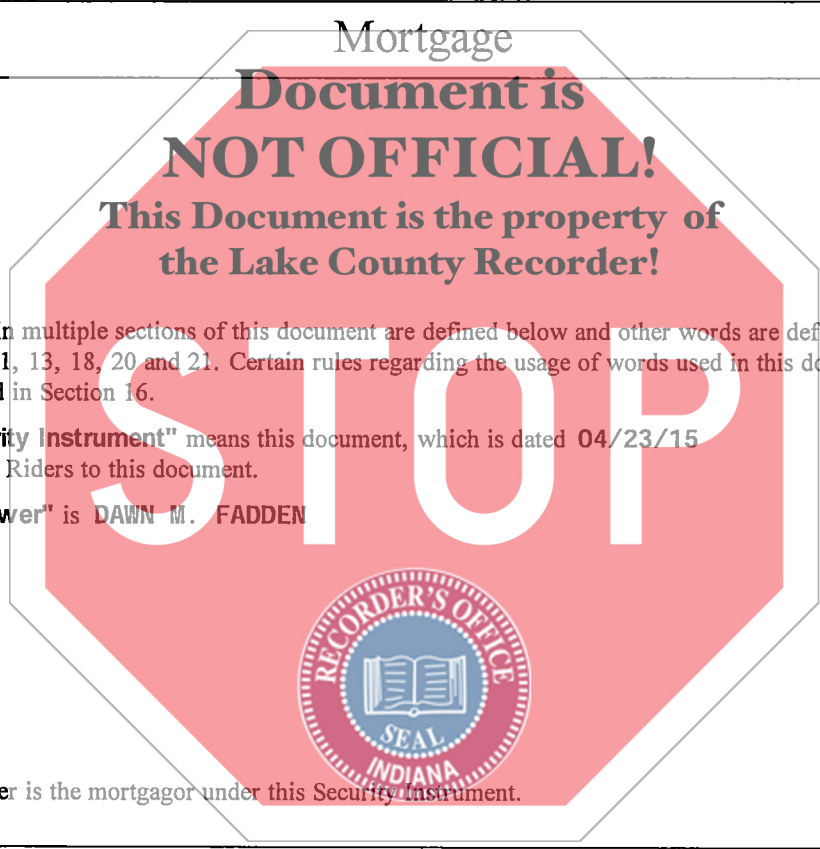 Mortgage
Document is
NOT OFFICIAL!
This Document is the property of
the Lake County Recorder!
in multiple sections of this document are defined below and other words are def
1, 13, 18, 20 and 21. Certain rules regarding the usage of words used in this do
in Section 16.
ity Instrument" means this document, which is dated 04/23/15
Riders to this document.
wer" is DAWN M. FADDEN
STOP
RECORDER'S OFFICE
SEAL
INDIANA
er is the mortgagor under this Security Instrument.